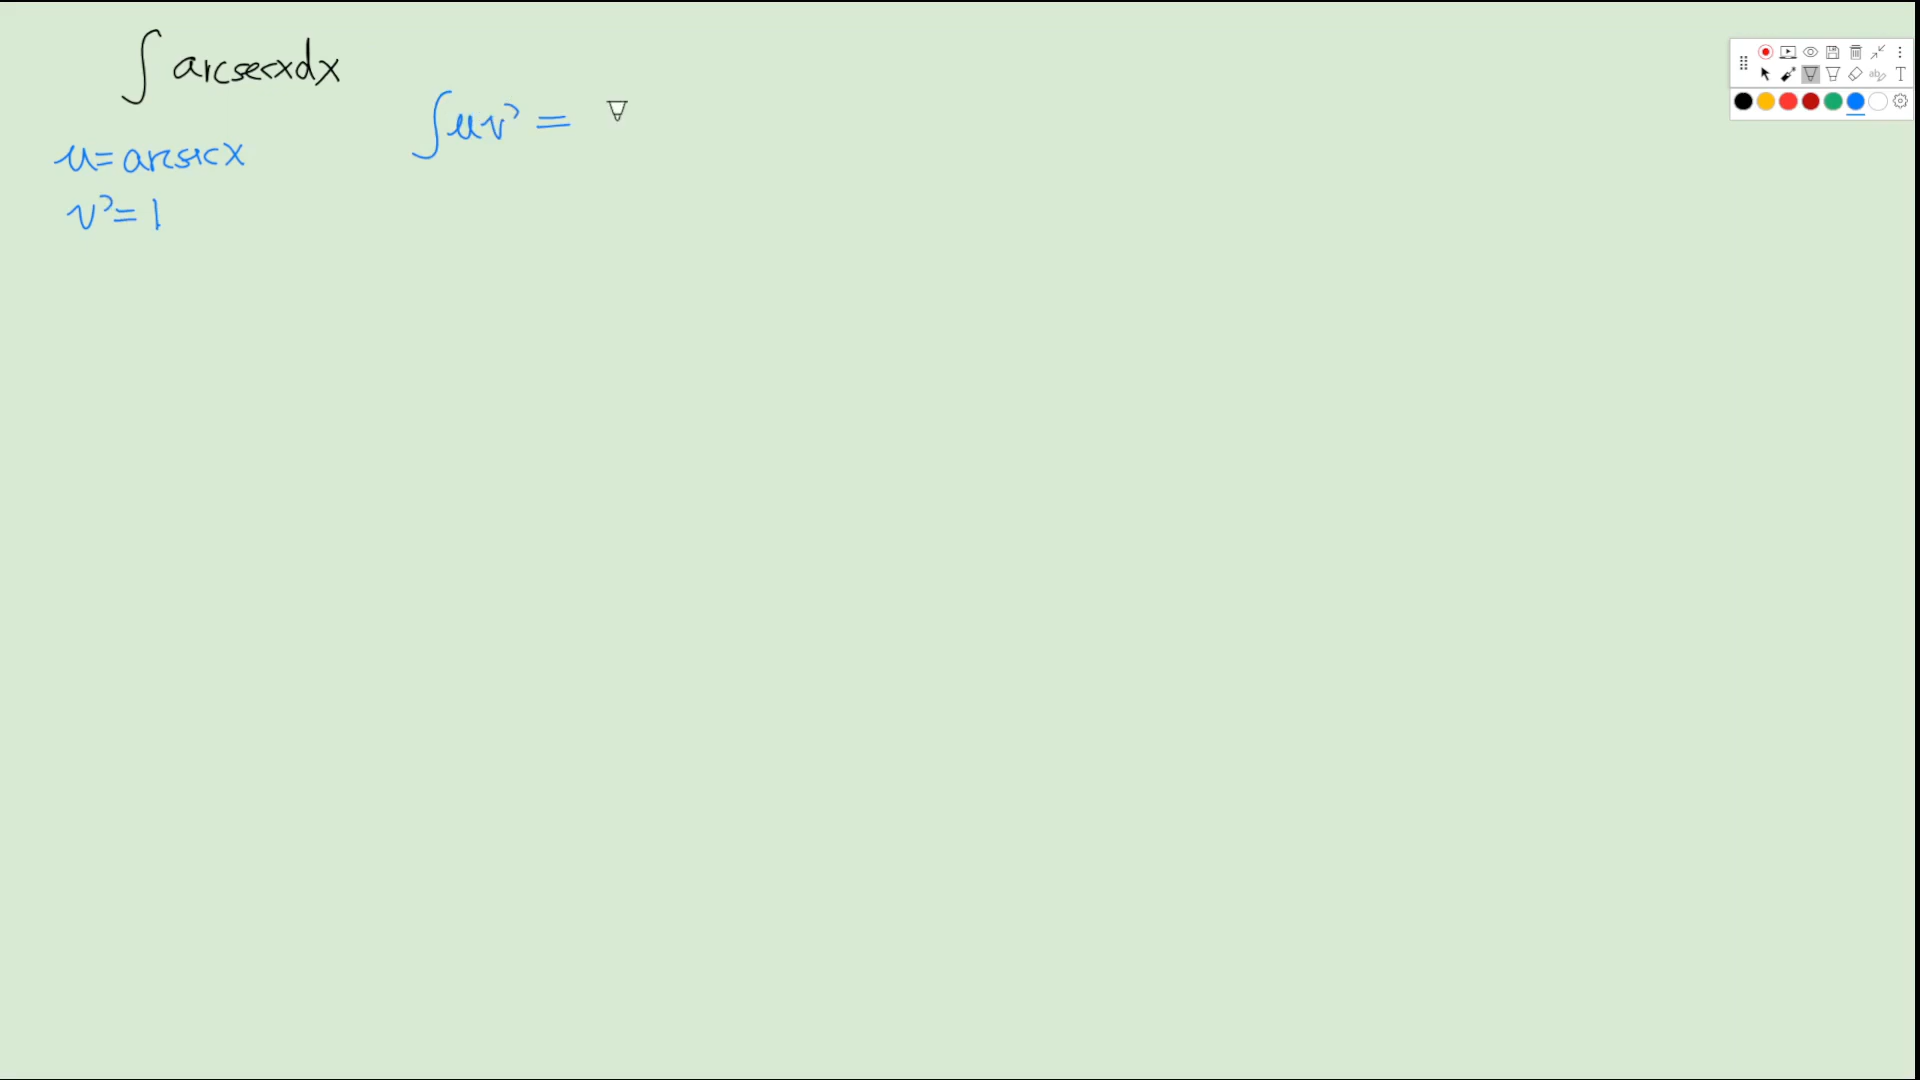 ∫ arcsecxdx
∫uv' =
u = arcsecx
v' = 1